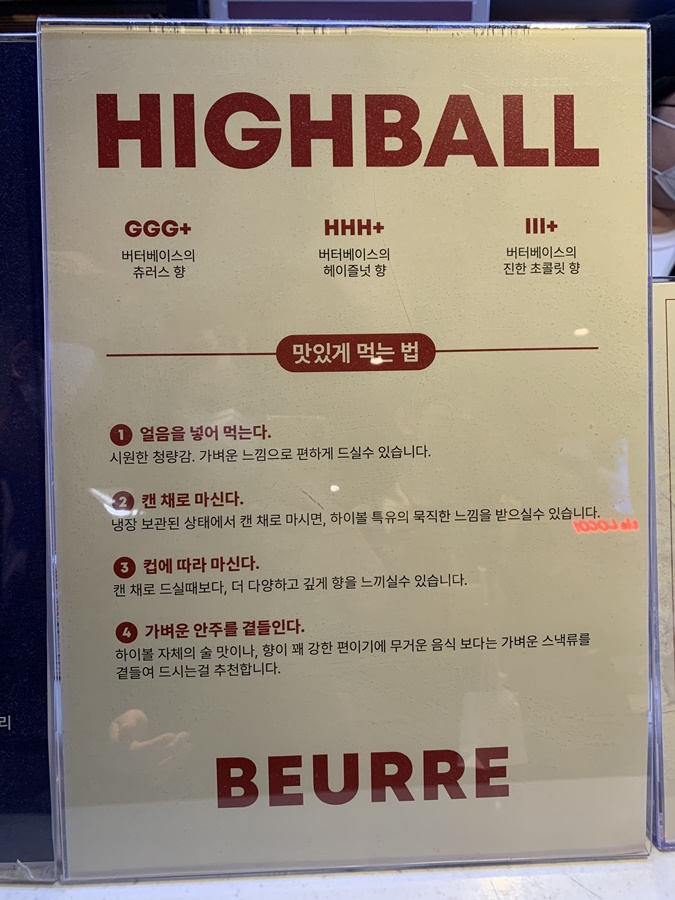 HIGHBALL
GGG+
버터베이스의
츄러스 향
HHH+
버터베이스의
헤이즐넛 향
III+
버터베이스의
진한 초콜릿 향
맛있게 먹는 법
1 얼음을 넣어 먹는다.
시원한 청량감. 가벼운 느낌으로 편하게 드실수 있습니다.
2 캔 채로 마신다.
냉장 보관된 상태에서 캔 채로 마시면, 하이볼 특유의 묵직한 느낌을 받으실수 있습니다.
3 컵에 따라 마신다.
캔 채로 드실때보다, 더 다양하고 깊게 향을 느끼실수 있습니다.
4 가벼운 안주를 곁들인다.
하이볼 자체의 술 맛이나, 향이 꽤 강한 편이기에 무거운 음식 보다는 가벼운 스낵류를
곁들여 드시는걸 추천합니다.
BEURRE
리